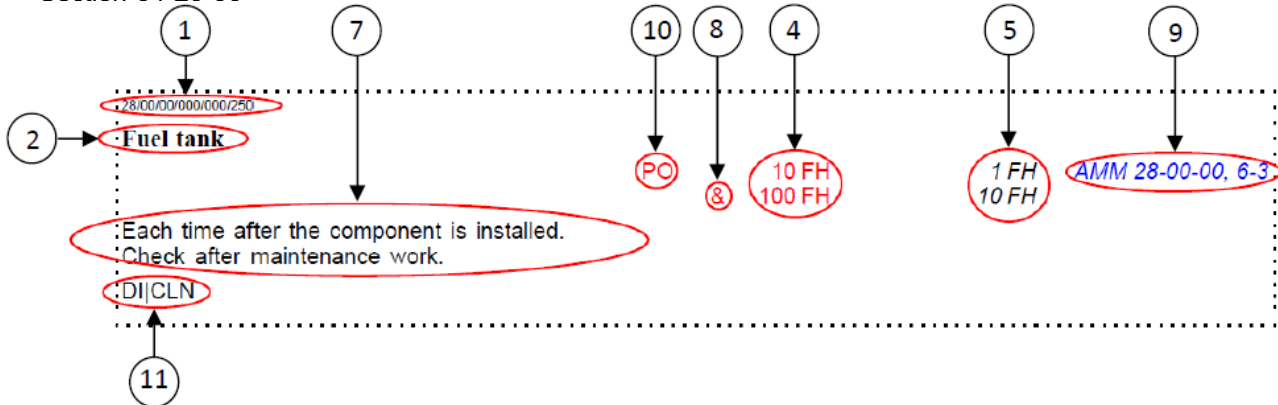 1 7 10 8 4 5 9
28/00/00/000/000/250
2 Fuel tank
PO 10 FH 1 FH AMM 28-00-00, 6-3
& 100 FH 10 FH
Each time after the component is installed.
Check after maintenance work.
DI|CLN
11